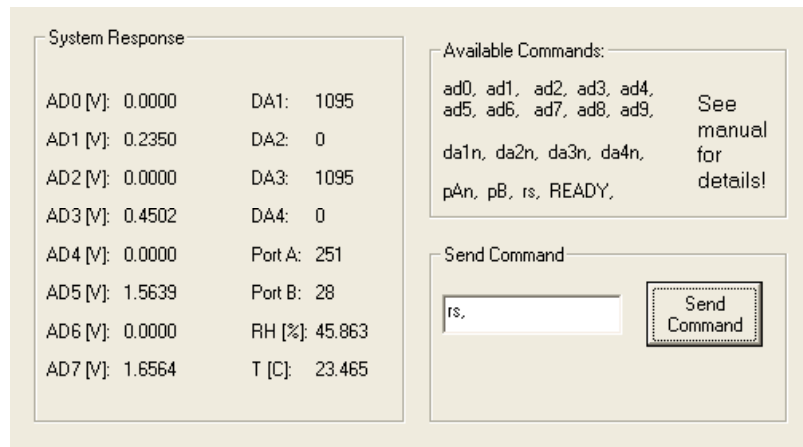 System Response
AD0 [V]: 0.0000 DA1: 1095
AD1 [V]: 0.2350 DA2: 0
AD2 [V]: 0.0000 DA3: 1095
AD3 [V]: 0.4502 DA4: 0
AD4 [V]: 0.0000 Port A: 251
AD5 [V]: 1.5639 Port B: 28
AD6 [V]: 0.0000 RH [%]: 45.863
AD7 [V]: 1.6564 T [C]: 23.465
Available Commands:
ad0, ad1, ad2, ad3, ad4,
ad5, ad6, ad7, ad8, ad9,
da1n, da2n, da3n, da4n,
pAn, pB, rs, READY,
See
manual
for
details!
Send Command
rs,
Send
Command